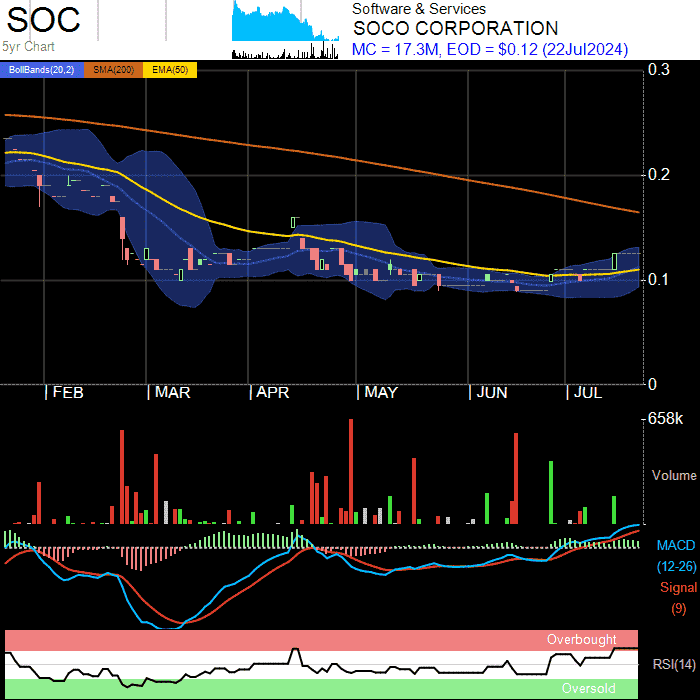 SOC
5yr Chart
Software & Services
SOCO CORPORATION
MC = 17.3M, EOD = $0.12 (22Jul2024)
BollBands(20,2) SMA(200) EMA(50)
0.3
0.2
0.1
0
FEB MAR APR MAY JUN JUL
658k
Volume
MACD
(12-26)
Signal
(9)
Overbought
RSI(14)
Oversold